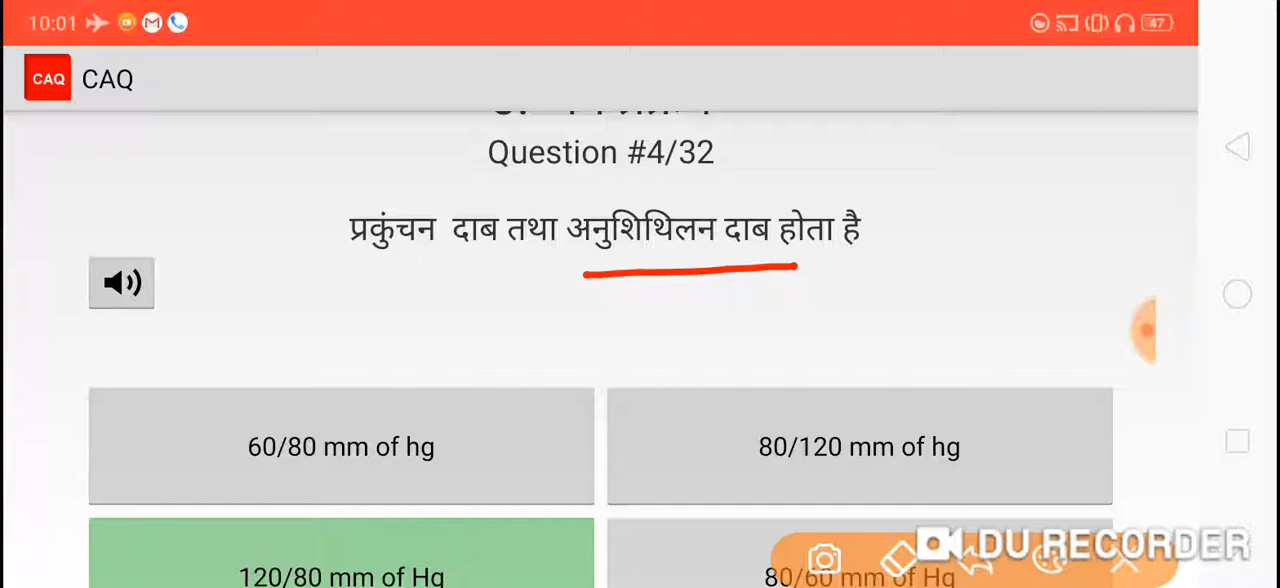 10:01
47
CAQ CAQ
Question #4/32
प्रकुंचन दाब तथा अनुशिथिलन दाब होता है
60/80 mm of hg
80/120 mm of hg
120/80 mm of Hg
80/60 mm of Hg
DU RECORDER